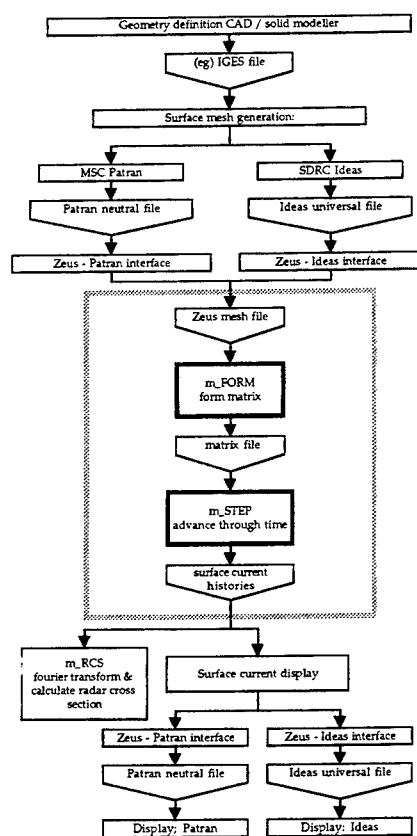 Geometry definition CAD / solid modeller
(eg) IGES file
Surface mesh generation:
MSC Patran
SDRC Ideas
Patran neutral file
Ideas universal file
Zeus - Patran interface
Zeus - Ideas interface
Zeus mesh file
m_FORM
form matrix
matrix file
m_STEP
advance through time
surface current
histories
m_RCS
fourier transform &
calculate radar cross
section
Surface current display
Zeus - Patran interface
Zeus - Ideas interface
Patran neutral file
Ideas universal file
Display: Patran
Display: Ideas